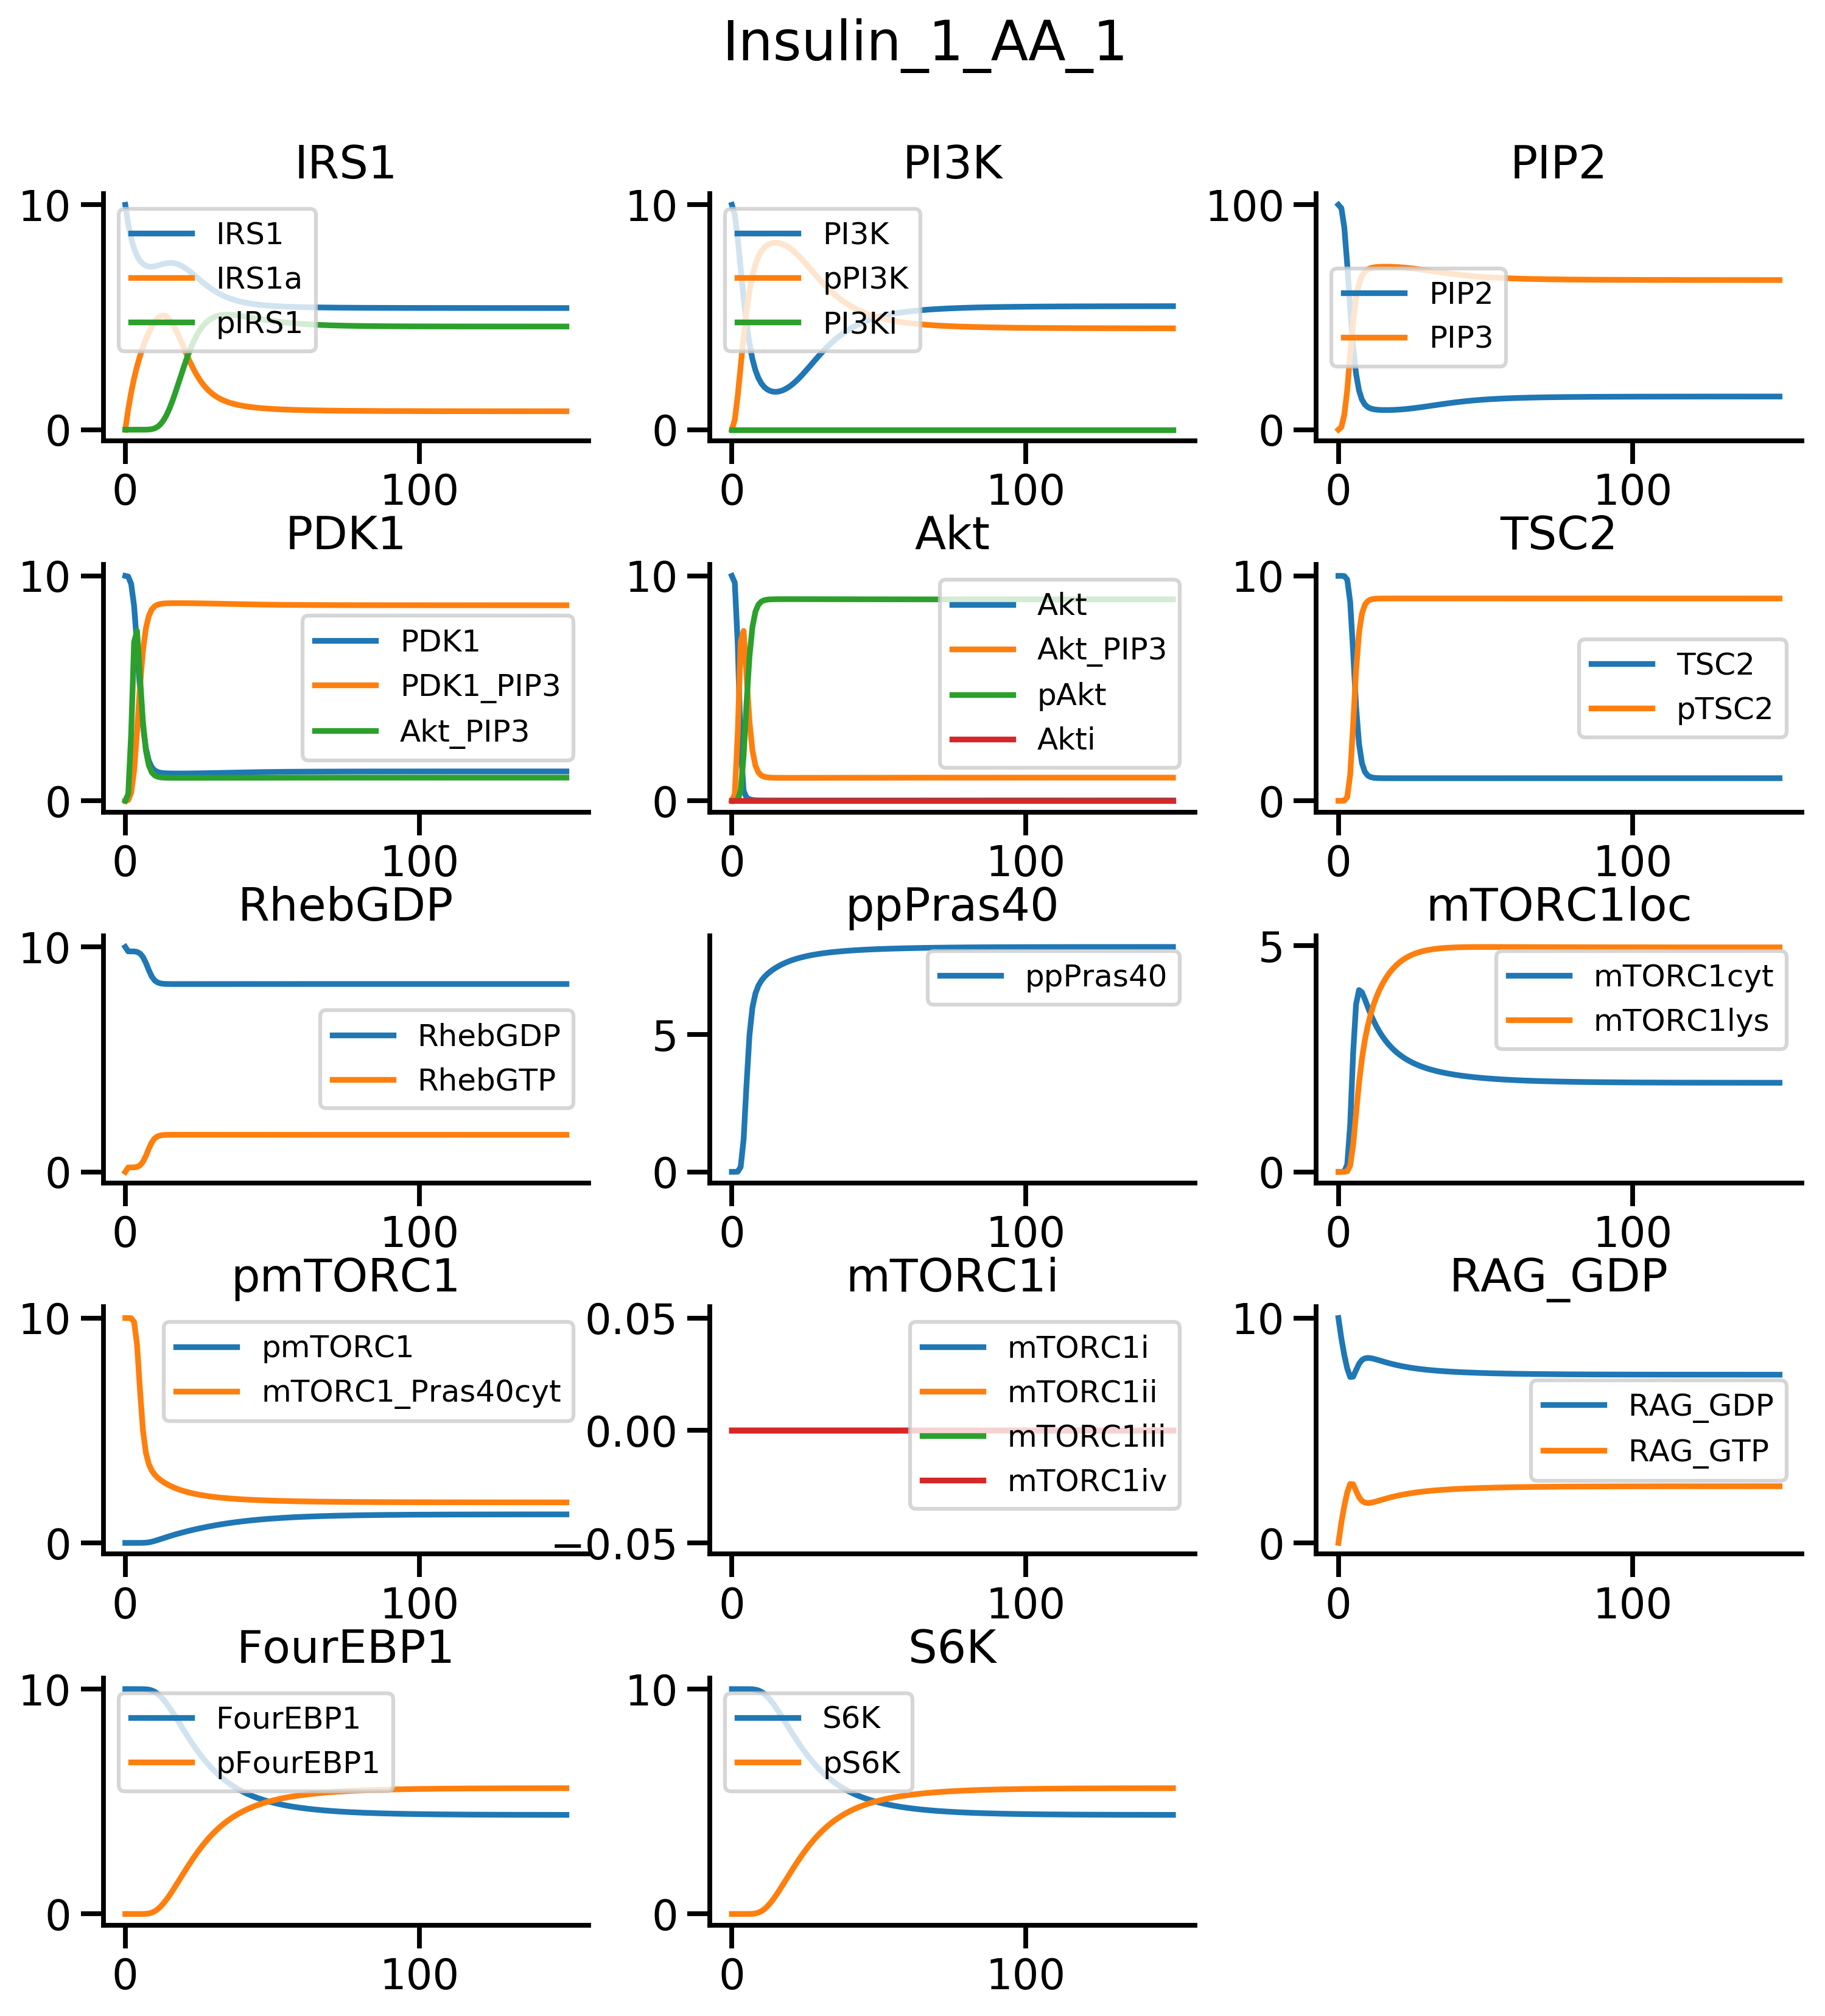 Insulin_1_AA_1
IRS1
10
0
0
100
IRS1
IRS1a
pIRS1
PI3K
10
0
0
100
PI3K
pPI3K
PI3Ki
PIP2
100
0
0
100
PIP2
PIP3
PDK1
10
0
0
100
PDK1
PDK1_PIP3
Akt_PIP3
Akt
10
0
0
100
Akt
Akt_PIP3
pAkt
Akti
TSC2
10
0
0
100
TSC2
pTSC2
RhebGDP
10
0
0
100
RhebGDP
RhebGTP
ppPras40
5
0
0
100
ppPras40
mTORC1loc
5
0
0
100
mTORC1cyt
mTORC1lys
pmTORC1
10
0
0
100
pmTORC1
mTORC1_Pras40cyt
mTORC1i
0.05
0.00
−0.05
0
100
mTORC1i
mTORC1ii
mTORC1iii
mTORC1iv
RAG_GDP
10
0
0
100
RAG_GDP
RAG_GTP
FourEBP1
10
0
0
100
FourEBP1
pFourEBP1
S6K
10
0
0
100
S6K
pS6K